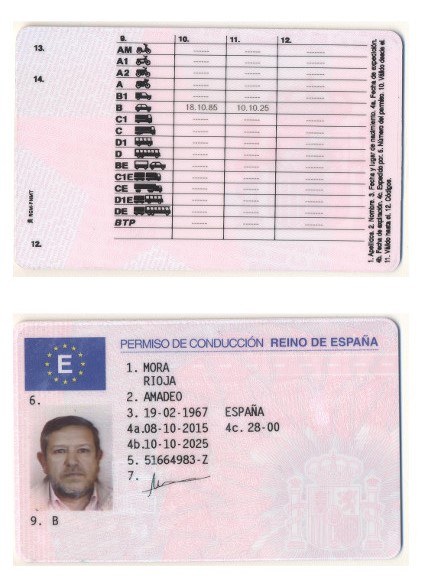 13.
14.
12.
9. 10. 11. 12.
AM ------ ------ ------
A1 ------ ------ ------
A2 ------ ------ ------
A ------ ------ ------
B1 ------ ------ ------
B 18.10.85 10.10.25 ------
C1 ------ ------ ------
C ------ ------ ------
D1 ------ ------ ------
D ------ ------ ------
BE ------ ------ ------
C1E ------ ------ ------
CE ------ ------ ------
D1E ------ ------ ------
DE ------ ------ ------
BTP
1. Apellidos. 2. Nombre. 3. Fecha y lugar de nacimiento. 4a. Fecha de expedición.
4b. Fecha de expiración. 4c. Expedido por. 5. Número del permiso. 10. Válido desde el
11. Válido hasta el. 12. Códigos.
E
PERMISO DE CONDUCCIÓN REINO DE ESPAÑA
1. MORA
RIOJA
2. AMADEO
3. 19-02-1967 ESPAÑA
4a.08-10-2015 4c. 28-00
4b.10-10-2025
5. 51664983-Z
6.
7.
9. B